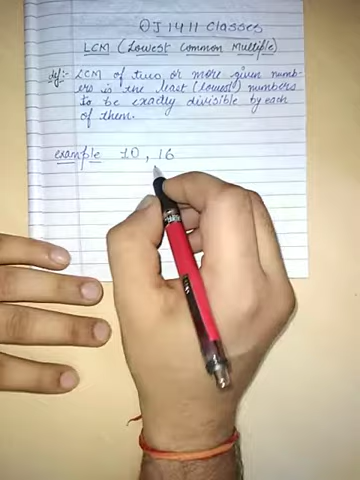 OJ 1411 Classes
LCM (Lowest Common Multiple)
Def:- LCM of two or more given numb-
ers is the least (lowest) numbers
to be exactly divisible by each
of them.
example 10, 16